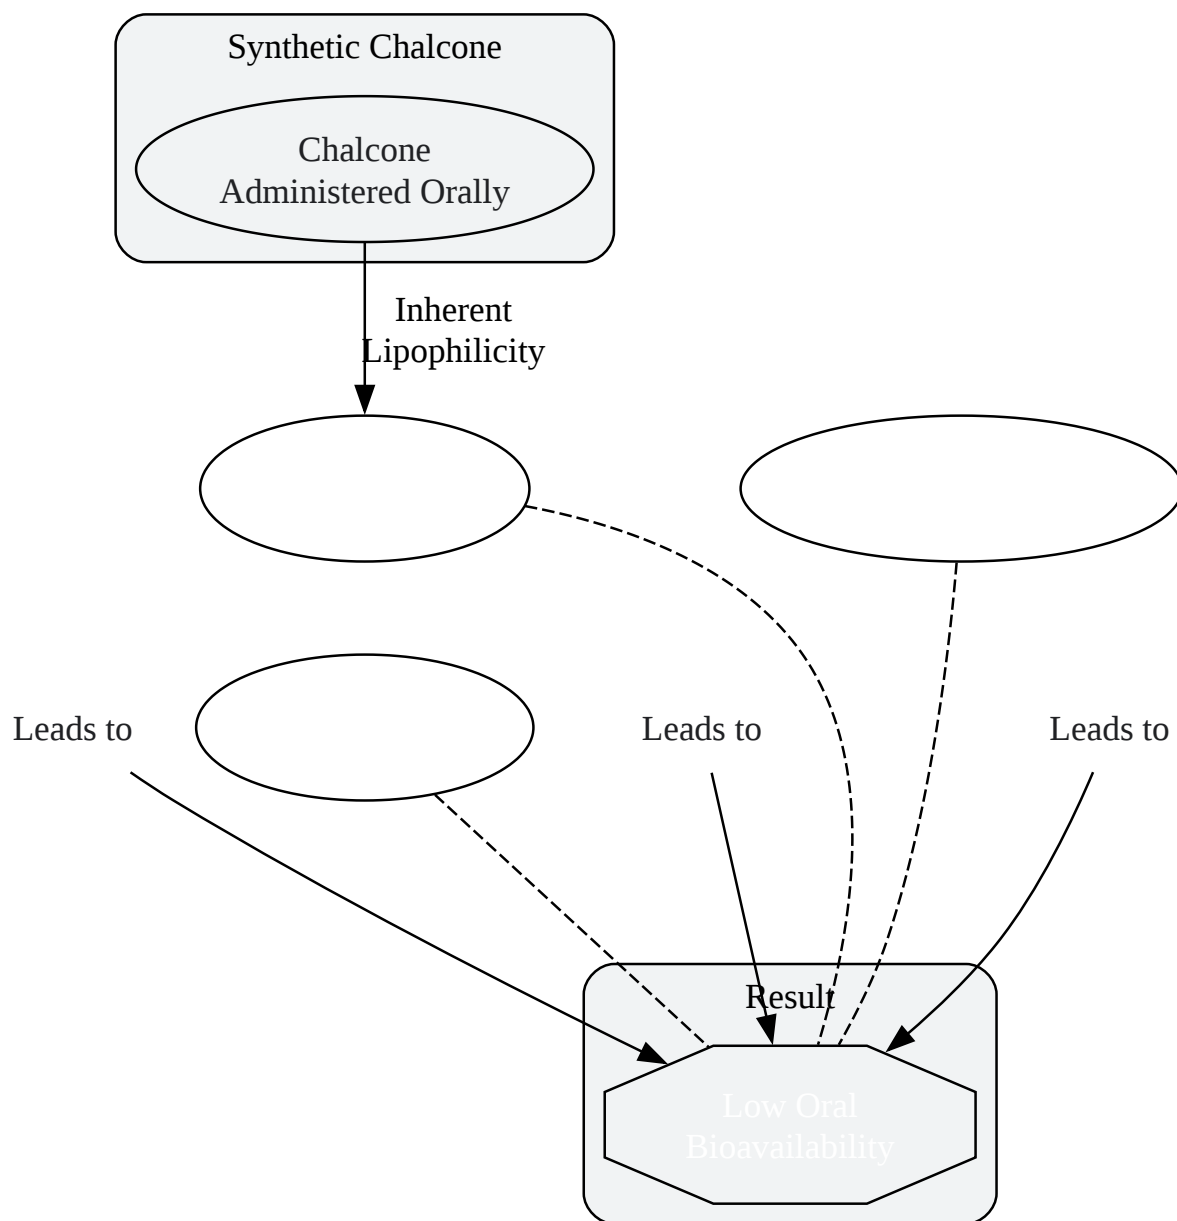 Synthetic Chalcone
Chalcone
Administered Orally
Inherent
Lipophilicity
Leads to
Leads to
Leads to
Result
Low Oral
Bioavailability